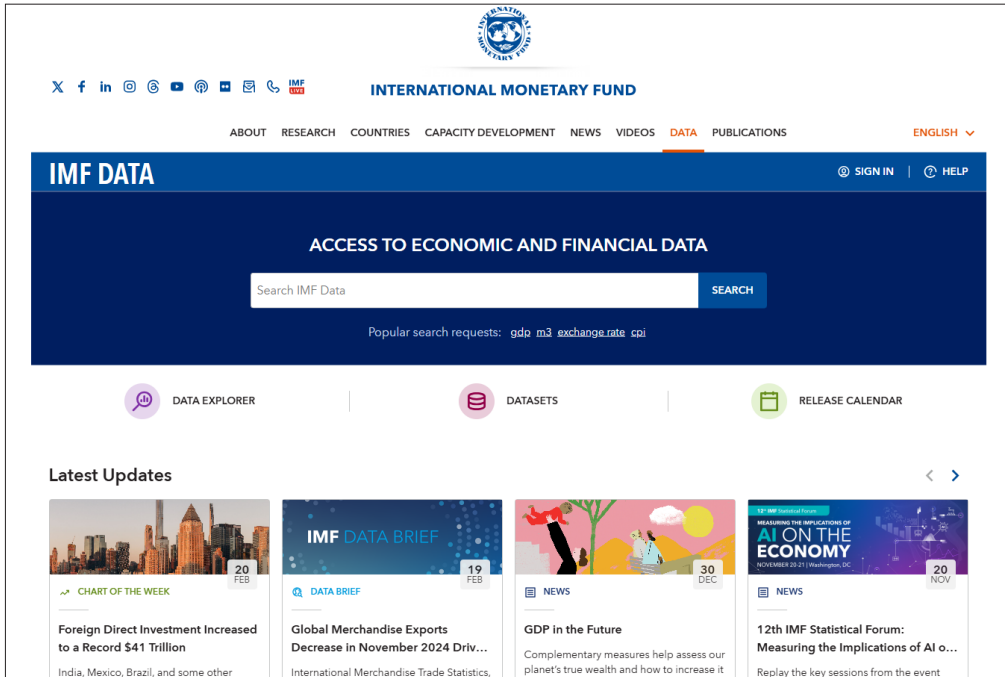 INTERNATIONAL
MONETARY FUND
IMF
LIVE
INTERNATIONAL MONETARY FUND
ABOUT RESEARCH COUNTRIES CAPACITY DEVELOPMENT NEWS VIDEOS DATA PUBLICATIONS ENGLISH
IMF DATA
SIGN IN | HELP
ACCESS TO ECONOMIC AND FINANCIAL DATA
Search IMF Data
SEARCH
Popular search requests: gdp m3 exchange rate cpi
DATA EXPLORER
DATASETS
RELEASE CALENDAR
Latest Updates
20
FEB
CHART OF THE WEEK
Foreign Direct Investment Increased
to a Record $41 Trillion
India, Mexico, Brazil, and some other
IMF DATA BRIEF
19
FEB
DATA BRIEF
Global Merchandise Exports
Decrease in November 2024 Driv...
International Merchandise Trade Statistics,
30
DEC
NEWS
GDP in the Future
Complementary measures help assess our
planet's true wealth and how to increase it
12th IMF Statistical Forum
MEASURING THE IMPLICATIONS OF
AI ON THE
ECONOMY
NOVEMBER 20-21 | Washington, DC
20
NOV
NEWS
12th IMF Statistical Forum:
Measuring the Implications of AI o...
Replay the key sessions from the event